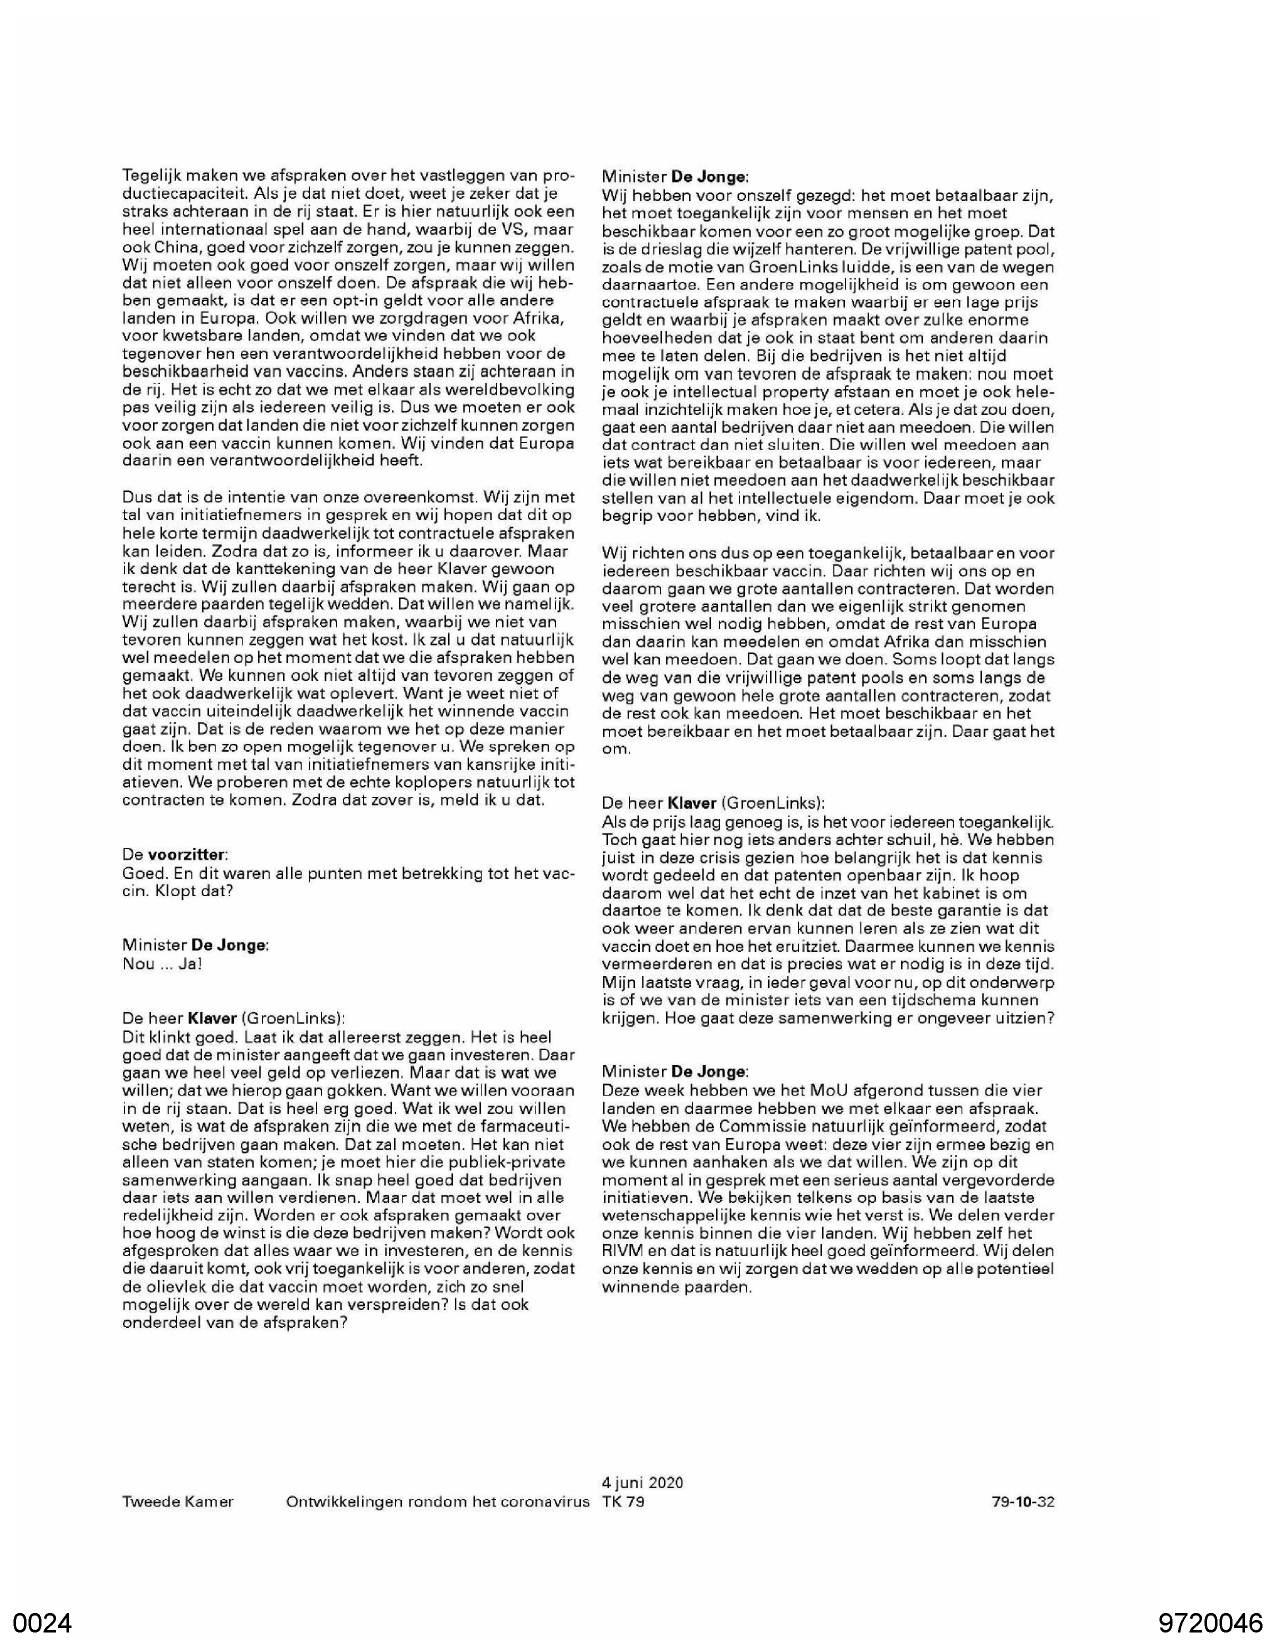 Tegelijk maken we afspraken over het vastleggen van pro-
ductiecapaciteit. Als je dat niet doet, weet je zeker dat je
straks achteraan in de rij staat. Er is hier natuurlijk ook een
heel internationaal spel aan de hand, waarbij de VS, maar
ook China, goed voor zichzelf zorgen, zou je kunnen zeggen.
Wij moeten ook goed voor onszelf zorgen, maar wij willen
dat niet alleen voor onszelf doen. De afspraak die wij heb-
ben gemaakt, is dat er een opt-in geldt voor alle andere
landen in Europa. Ook willen we zorgdragen voor Afrika,
voor kwetsbare landen, omdat we vinden dat we ook
tegenover hen een verantwoordelijkheid hebben voor de
beschikbaarheid van vaccins. Anders staan zij achteraan in
de rij. Het is echt zo dat we met elkaar als wereldbevolking
pas veilig zijn als iedereen veilig is. Dus we moeten er ook
voor zorgen dat landen die niet voor zichzelf kunnen zorgen
ook aan een vaccin kunnen komen. Wij vinden dat Europa
daarin een verantwoordelijkheid heeft.
Dus dat is de intentie van onze overeenkomst. Wij zijn met
tal van initiatiefnemers in gesprek en wij hopen dat dit op
hele korte termijn daadwerkelijk tot contractuele afspraken
kan leiden. Zodra dat zo is, informeer ik u daarover. Maar
ik denk dat de kanttekening van de heer Klaver gewoon
terecht is. Wij zullen daarbij afspraken maken. Wij gaan op
meerdere paarden tegelijk wedden. Dat willen we namelijk.
Wij zullen daarbij afspraken maken, waarbij we niet van
tevoren kunnen zeggen wat het kost. Ik zal u dat natuurlijk
wel meedelen op het moment dat we die afspraken hebben
gemaakt. We kunnen ook niet altijd van tevoren zeggen of
het ook daadwerkelijk wat oplevert. Want je weet niet of
dat vaccin uiteindelijk daadwerkelijk het winnende vaccin
gaat zijn. Dat is de reden waarom we het op deze manier
doen. Ik ben zo open mogelijk tegenover u. We spreken op
dit moment met tal van initiatiefnemers van kansrijke initi-
atieven. We proberen met de echte koplopers natuurlijk tot
contracten te komen. Zodra dat zover is, meld ik u dat.
De voorzitter:
Goed. En dit waren alle punten met betrekking tot het vac-
cin. Klopt dat?
Minister De Jonge:
Nou ... Ja!
De heer Klaver (GroenLinks):
Dit klinkt goed. Laat ik dat allereerst zeggen. Het is heel
goed dat de minister aangeeft dat we gaan investeren. Daar
gaan we heel veel geld op verliezen. Maar dat is wat we
willen; dat we hierop gaan gokken. Want we willen vooraan
in de rij staan. Dat is heel erg goed. Wat ik wel zou willen
weten, is wat de afspraken zijn die we met de farmaceuti-
sche bedrijven gaan maken. Dat zal moeten. Het kan niet
alleen van staten komen; je moet hier die publiek-private
samenwerking aangaan. Ik snap heel goed dat bedrijven
daar iets aan willen verdienen. Maar dat moet wel in alle
redelijkheid zijn. Worden er ook afspraken gemaakt over
hoe hoog de winst is die deze bedrijven maken? Wordt ook
afgesproken dat alles waar we in investeren, en de kennis
die daaruit komt, ook vrij toegankelijk is voor anderen, zodat
de olievlek die dat vaccin moet worden, zich zo snel
mogelijk over de wereld kan verspreiden? Is dat ook
onderdeel van de afspraken?
Minister De Jonge:
Wij hebben voor onszelf gezegd: het moet betaalbaar zijn,
het moet toegankelijk zijn voor mensen en het moet
beschikbaar komen voor een zo groot mogelijke groep. Dat
is de drieslag die wijzelf hanteren. De vrijwillige patent pool,
zoals de motie van GroenLinks luidde, is een van de wegen
daarnaartoe. Een andere mogelijkheid is om gewoon een
contractuele afspraak te maken waarbij er een lage prijs
geldt en waarbij je afspraken maakt over zulke enorme
hoeveelheden dat je ook in staat bent om anderen daarin
mee te laten delen. Bij die bedrijven is het niet altijd
mogelijk om van tevoren de afspraak te maken: nou moet
je ook je intellectual property afstaan en moet je ook hele-
maal inzichtelijk maken hoe je, et cetera. Als je dat zou doen,
gaat een aantal bedrijven daar niet aan meedoen. Die willen
dat contract dan niet sluiten. Die willen wel meedoen aan
iets wat bereikbaar en betaalbaar is voor iedereen, maar
die willen niet meedoen aan het daadwerkelijk beschikbaar
stellen van al het intellectuele eigendom. Daar moet je ook
begrip voor hebben, vind ik.
Wij richten ons dus op een toegankelijk, betaalbaar en voor
iedereen beschikbaar vaccin. Daar richten wij ons op en
daarom gaan we grote aantallen contracteren. Dat worden
veel grotere aantallen dan we eigenlijk strikt genomen
misschien wel nodig hebben, omdat de rest van Europa
dan daarin kan meedelen en omdat Afrika dan misschien
wel kan meedoen. Dat gaan we doen. Soms loopt dat langs
de weg van die vrijwillige patent pools en soms langs de
weg van gewoon hele grote aantallen contracteren, zodat
de rest ook kan meedoen. Het moet beschikbaar en het
moet bereikbaar en het moet betaalbaar zijn. Daar gaat het
om.
De heer Klaver (GroenLinks):
Als de prijs laag genoeg is, is het voor iedereen toegankelijk.
Toch gaat hier nog iets anders achter schuil, hè. We hebben
juist in deze crisis gezien hoe belangrijk het is dat kennis
wordt gedeeld en dat patenten openbaar zijn. Ik hoop
daarom wel dat het echt de inzet van het kabinet is om
daartoe te komen. Ik denk dat dat de beste garantie is dat
ook weer anderen ervan kunnen leren als ze zien wat dit
vaccin doet en hoe het eruitziet. Daarmee kunnen we kennis
vermeerderen en dat is precies wat er nodig is in deze tijd.
Mijn laatste vraag, in ieder geval voor nu, op dit onderwerp
is of we van de minister iets van een tijdschema kunnen
krijgen. Hoe gaat deze samenwerking er ongeveer uitzien?
Minister De Jonge:
Deze week hebben we het MoU afgerond tussen die vier
landen en daarmee hebben we met elkaar een afspraak.
We hebben de Commissie natuurlijk geïnformeerd, zodat
ook de rest van Europa weet: deze vier zijn ermee bezig en
we kunnen aanhaken als we dat willen. We zijn op dit
moment al in gesprek met een serieus aantal vergevorderde
initiatieven. We bekijken telkens op basis van de laatste
wetenschappelijke kennis wie het verst is. We delen verder
onze kennis binnen die vier landen. Wij hebben zelf het
RIVM en dat is natuurlijk heel goed geïnformeerd. Wij delen
onze kennis en wij zorgen dat we wedden op alle potentieel
winnende paarden.
4 juni 2020
Tweede Kamer Ontwikkelingen rondom het coronavirus TK 79 79-10-32
0024 9720046